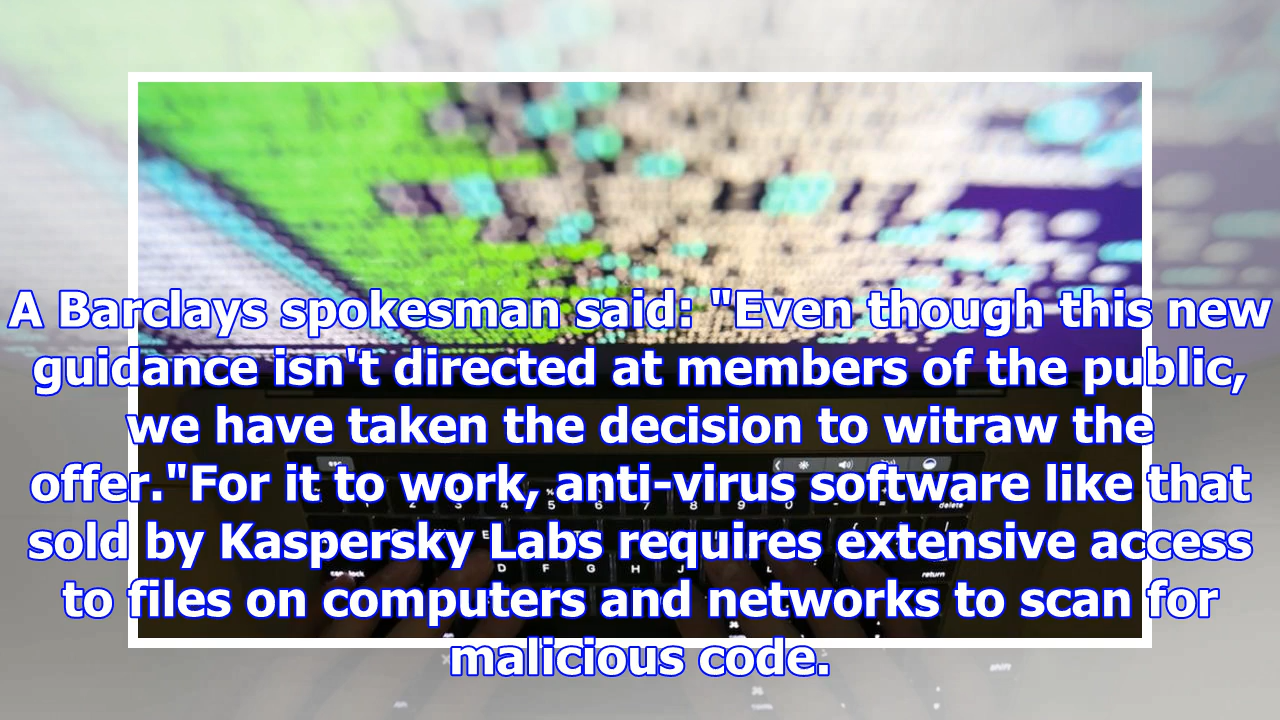 A Barclays spokesman said: "Even though this new
guidance isn't directed at members of the public,
we have taken the decision to witraw the
offer."For it to work, anti-virus software like that
sold by Kaspersky Labs requires extensive access
to files on computers and networks to scan for
malicious code.